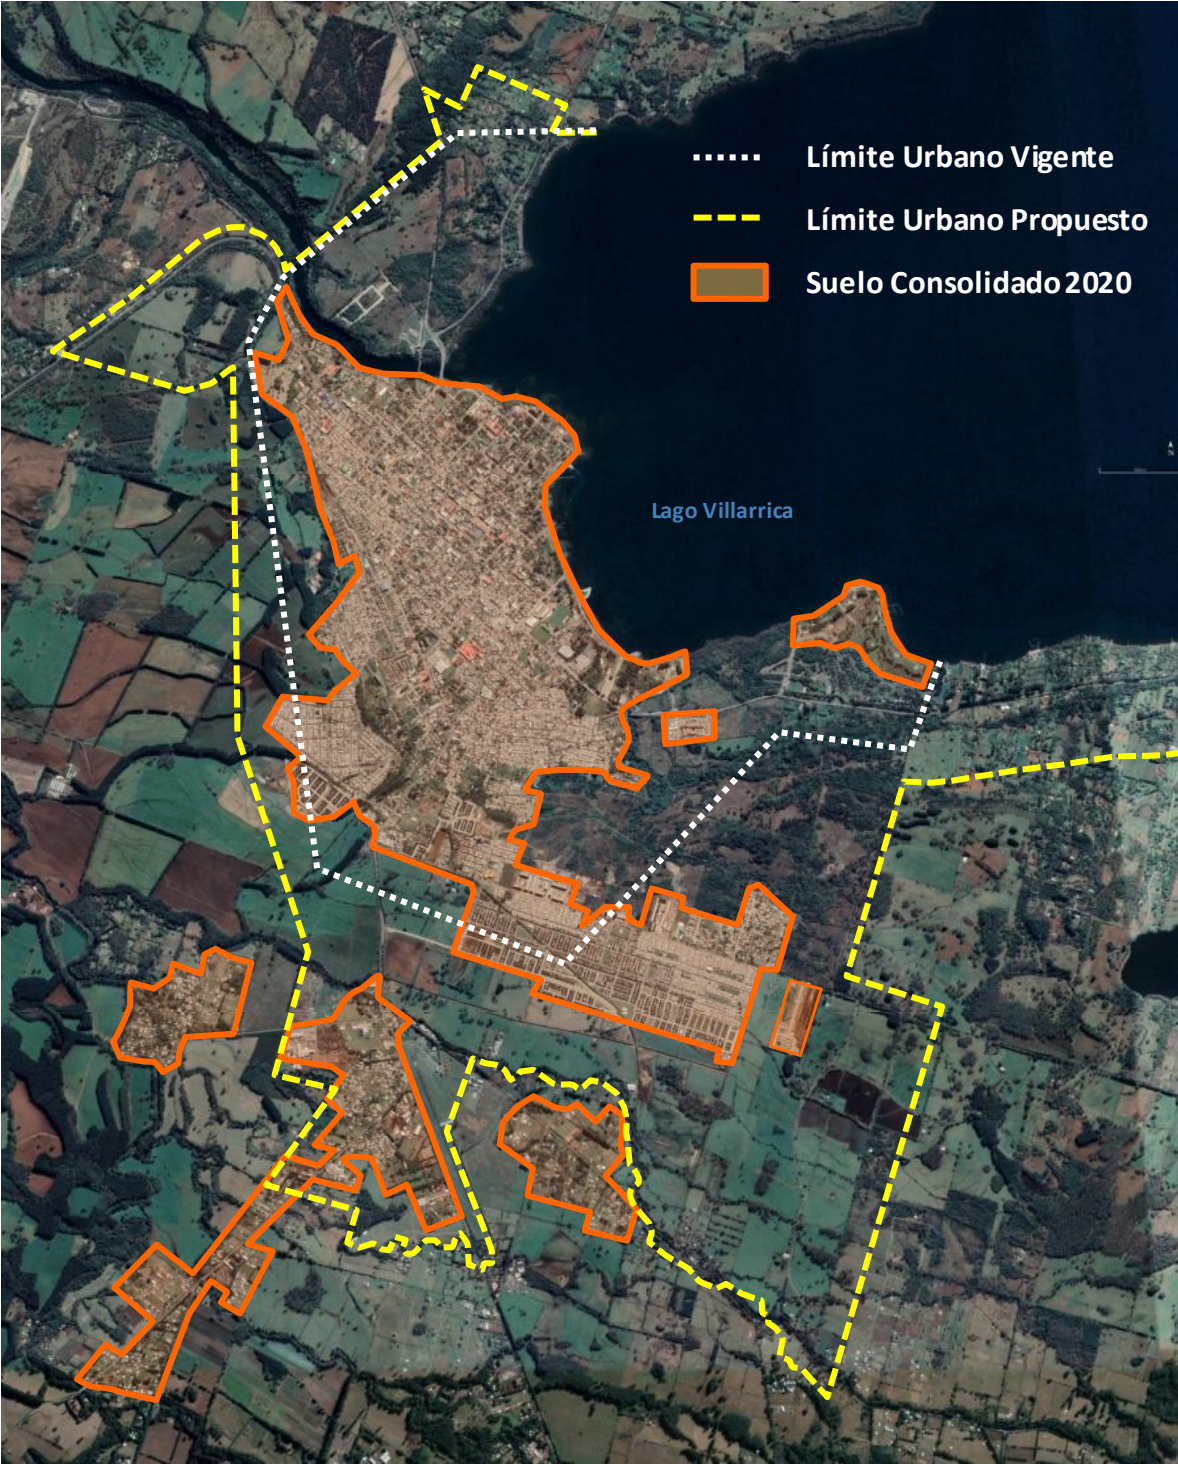 Límite Urbano Vigente
Límite Urbano Propuesto
Suelo Consolidado 2020
N
Lago Villarrica